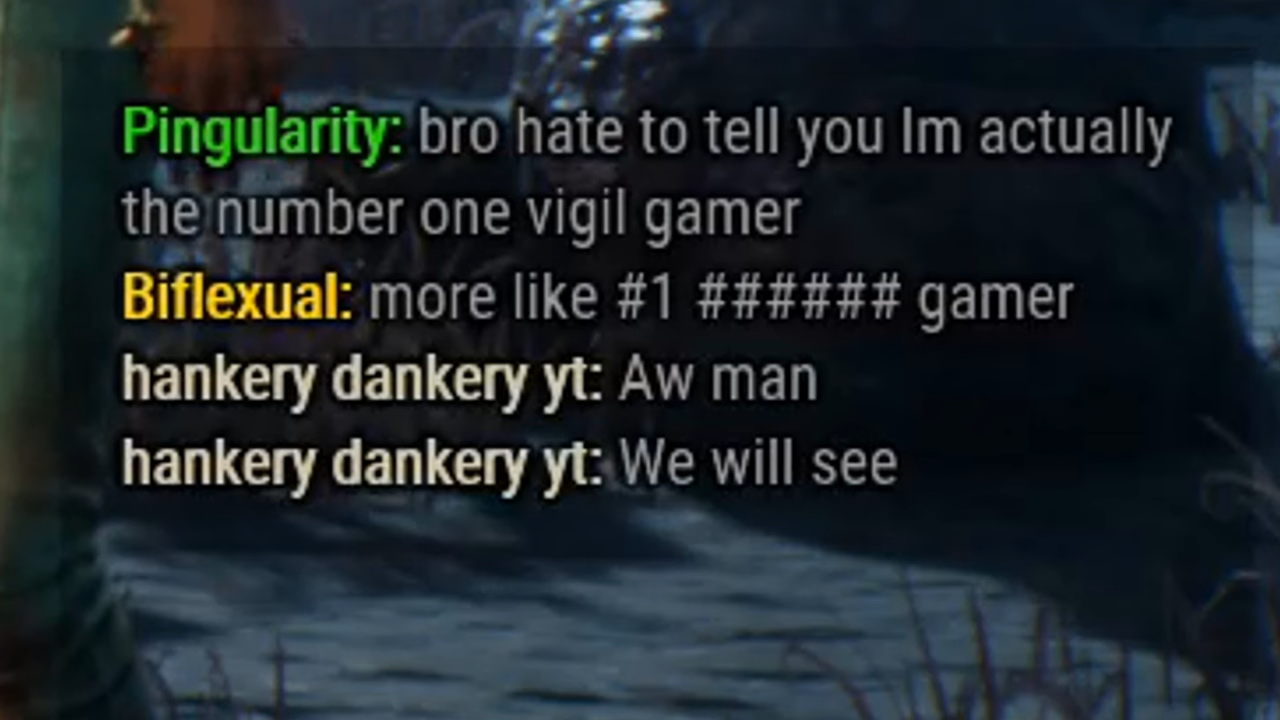 Pingularity: bro hate to tell you Im actually
the number one vigil gamer
Biflexual: more like #1 ###### gamer
hankery dankery yt: Aw man
hankery dankery yt: We will see